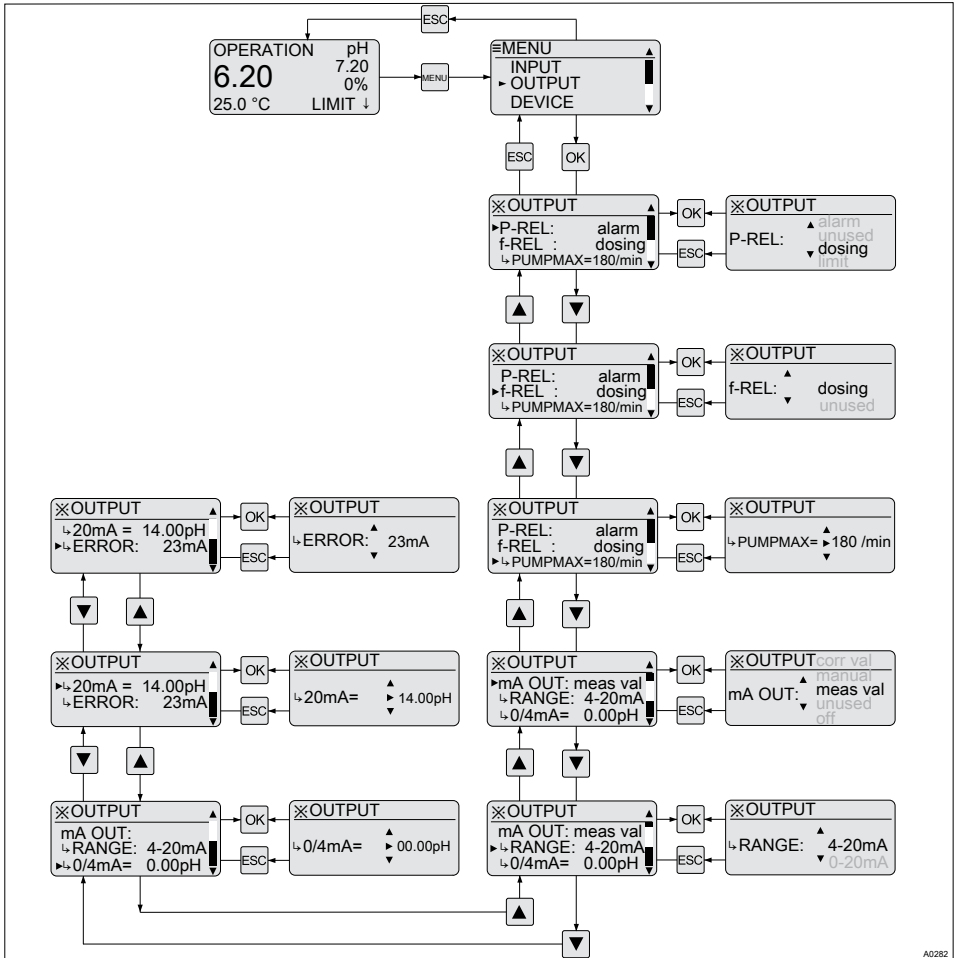 ESC
OPERATION pH
6.20 7.20
0%
25.0 °C LIMIT ↓
MENU
≡MENU ▲
INPUT
► OUTPUT
DEVICE ▼
ESC
OK
※OUTPUT ▲
►P-REL: alarm
f-REL : dosing
↳PUMPMAX=180/min ▼
OK
ESC
※OUTPUT
alarm
unused
P-REL: dosing
limit
▲
▼
※OUTPUT ▲
P-REL: alarm
►f-REL : dosing
↳PUMPMAX=180/min ▼
OK
ESC
※OUTPUT
f-REL: dosing
unused
▲
▼
※OUTPUT ▲
↳20mA = 14.00pH
►↳ERROR: 23mA ▼
OK
ESC
※OUTPUT
↳ERROR: 23mA
※OUTPUT ▲
P-REL: alarm
f-REL : dosing
►↳PUMPMAX=180/min ▼
OK
ESC
※OUTPUT
↳PUMPMAX= ►180 /min
▼
▲
▲
▼
※OUTPUT ▲
►↳20mA = 14.00pH
↳ERROR: 23mA ▼
OK
ESC
※OUTPUT
↳20mA= ► 14.00pH
※OUTPUT ▲
►mA OUT: meas val
↳RANGE: 4-20mA
↳0/4mA= 0.00pH ▼
OK
ESC
※OUTPUT corr val
manual
mA OUT: meas val
unused
off
▼
▲
▲
▼
※OUTPUT ▲
mA OUT:
↳RANGE: 4-20mA
►↳0/4mA= 0.00pH ▼
OK
ESC
※OUTPUT
↳0/4mA= ► 00.00pH
※OUTPUT ▲
mA OUT: meas val
►↳RANGE: 4-20mA
↳0/4mA= 0.00pH ▼
OK
ESC
※OUTPUT
↳RANGE: 4-20mA
0-20mA
▲
▼
A0282